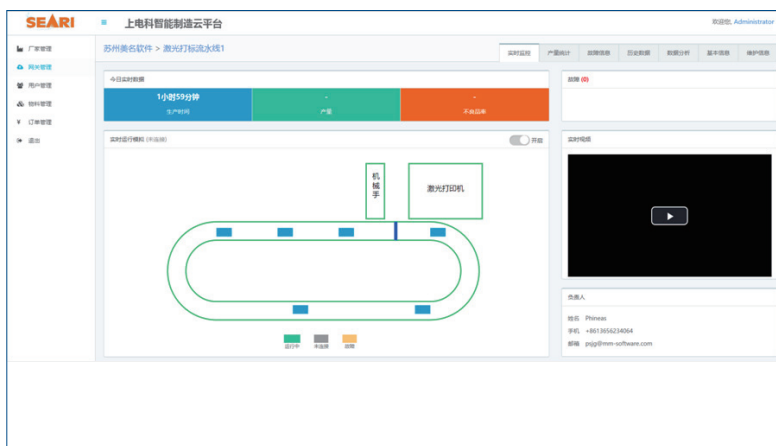 SEARI
上电科智能制造云平台
欢迎您, Administrator
厂家管理
网关管理
用户管理
物料管理
¥ 订单管理
退出
苏州美名软件 > 激光打标流水线1
实时监控 产量统计 故障信息 历史数据 数据分析 基本信息 维护信息
今日实时数据
1小时59分钟
生产时间
-
产量
-
不良品率
故障 (0)
实时运行模拟 (未连接)
开启
机械手
激光打印机
运行中 未连接 故障
实时视频
负责人
姓名 Phineas
手机 +8613656234064
邮箱 psjg@mm-software.com